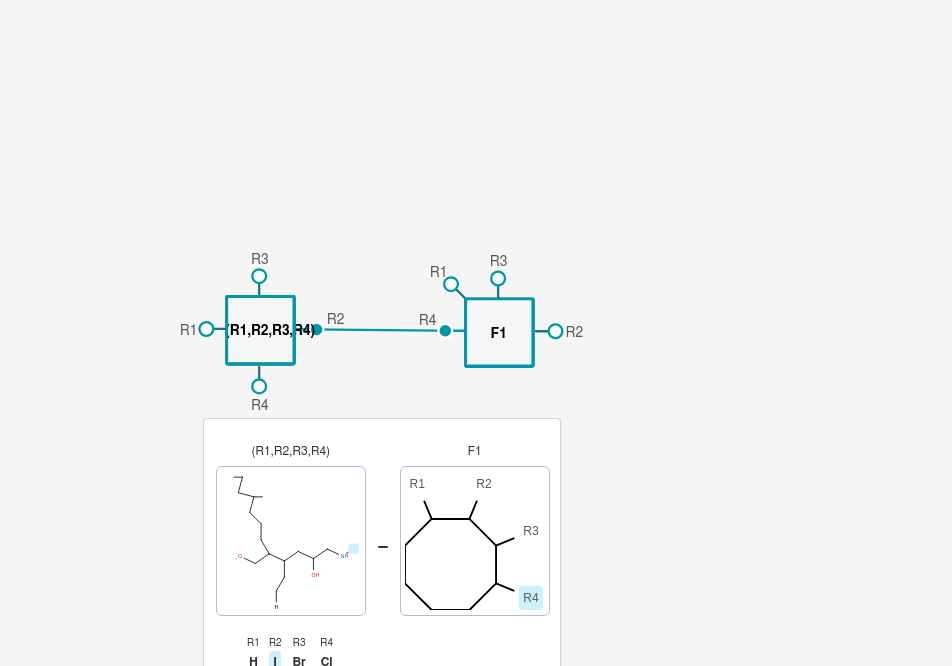 R3
R1
(R1,R2,R3,R4)
R2
R4
R1
R3
R4
F1
R2
(R1,R2,R3,R4)
F1
O
OH
NH
H
R1
R2
R3
R4
R1 R2 R3 R4
H I Br Cl